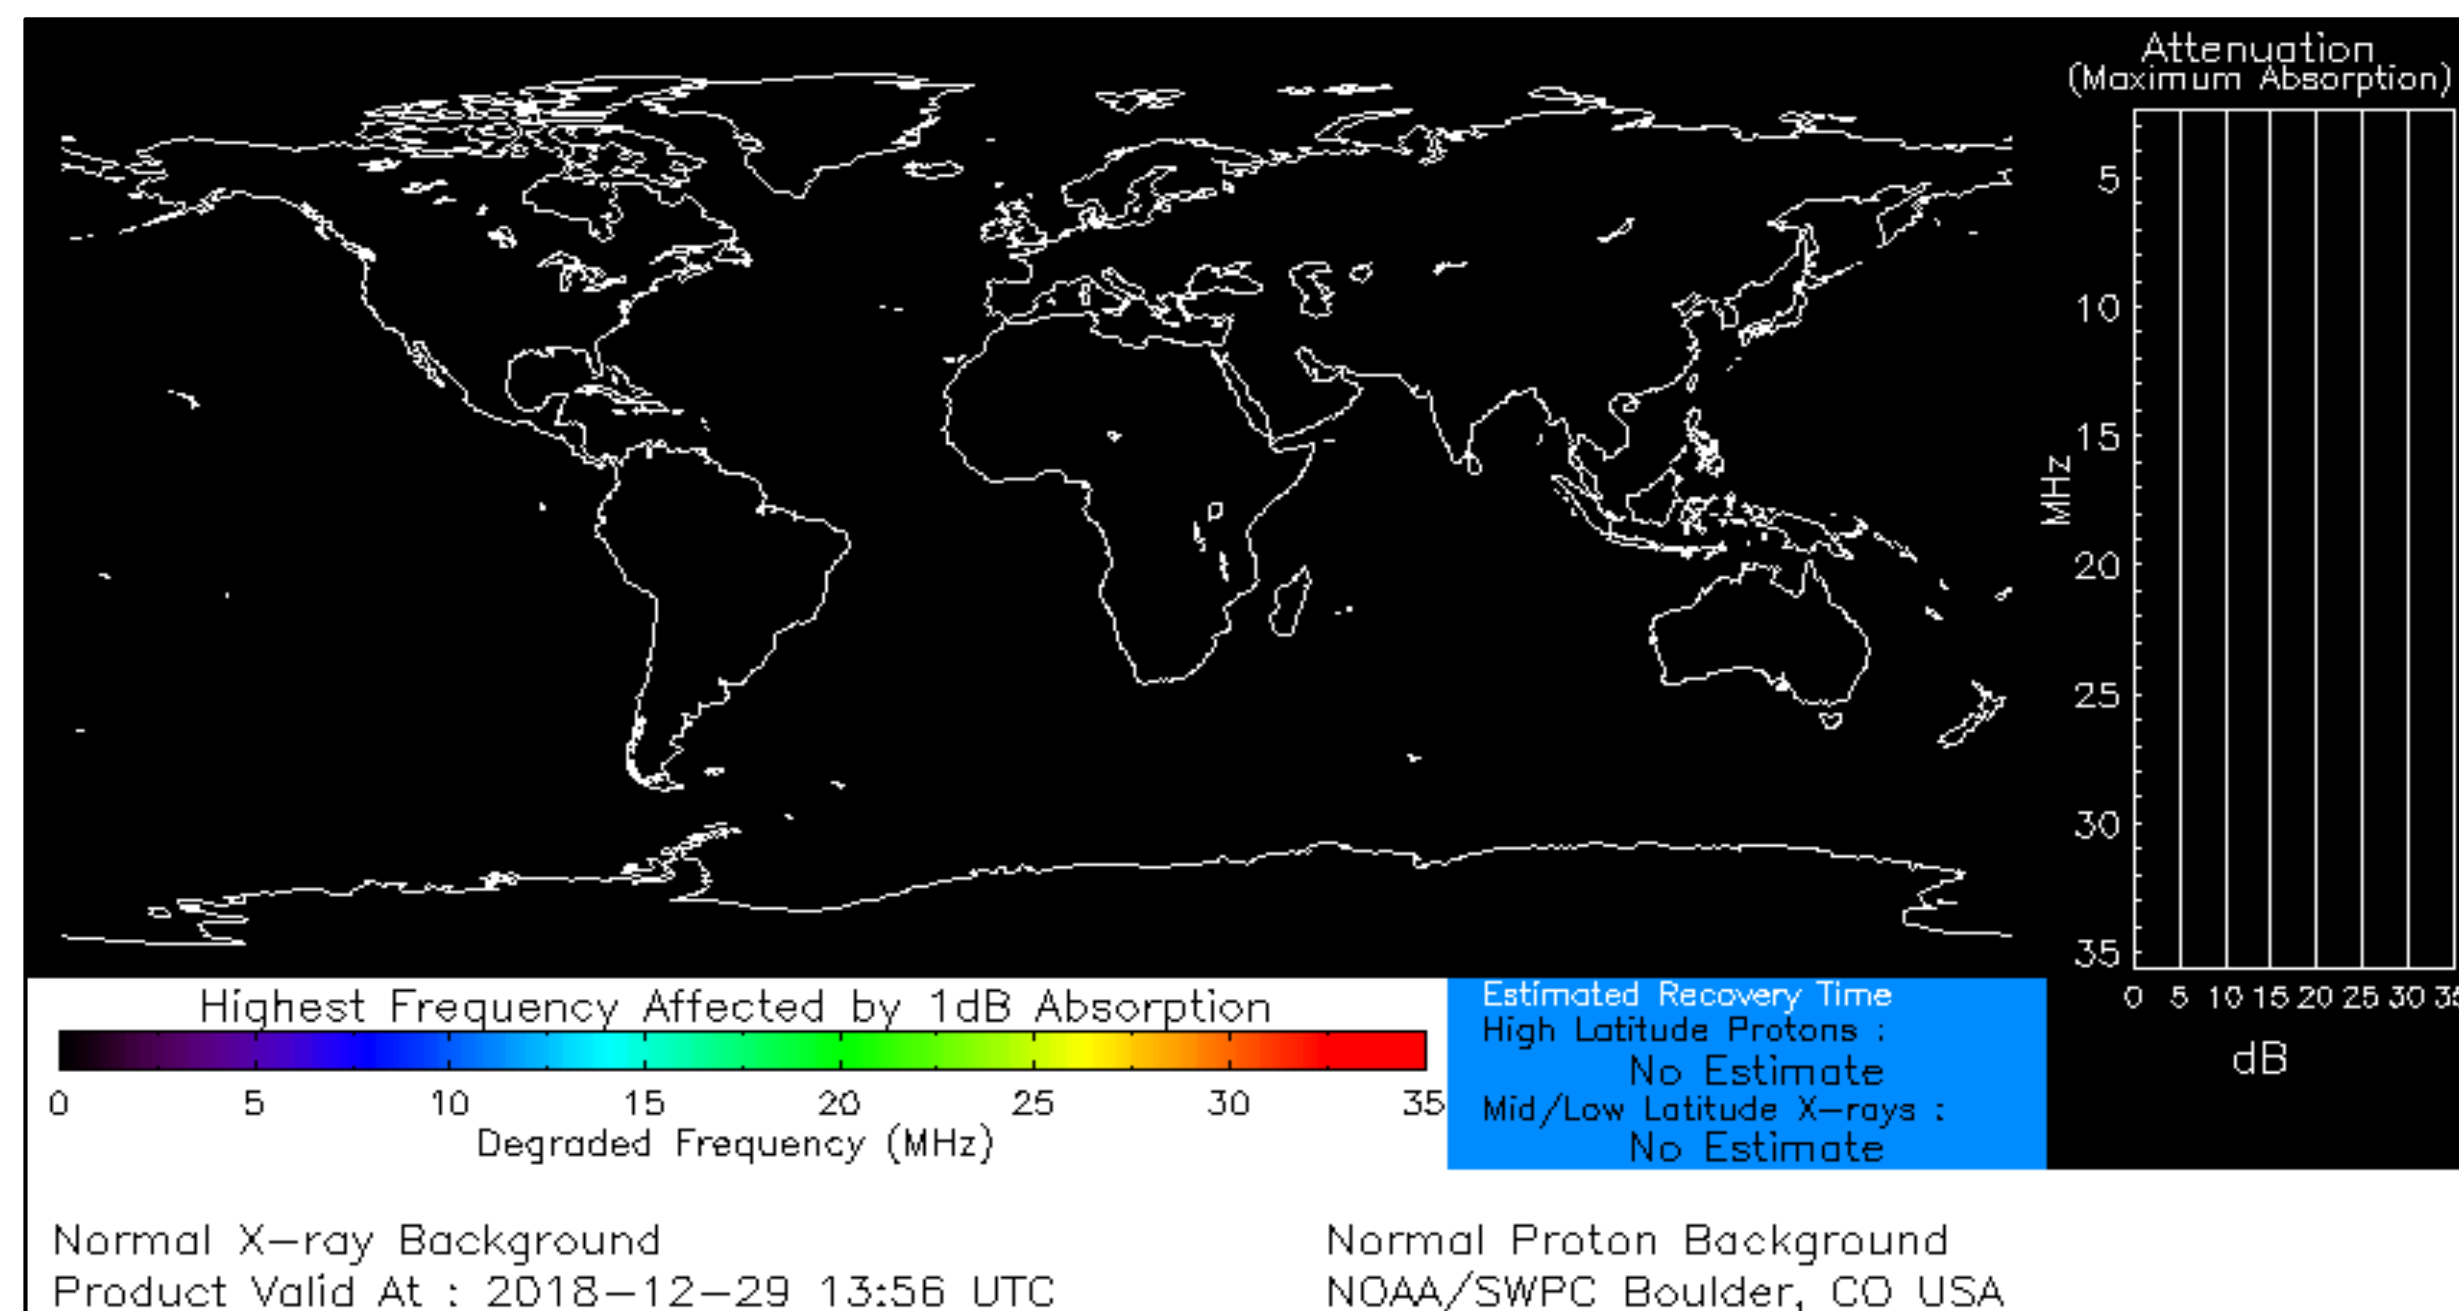 Attenuation
(Maximum Absorption)
5
10
15
20
25
30
35
MHz
0 5 10 15 20 25 30 35
dB
Highest Frequency Affected by 1dB Absorption
0 5 10 15 20 25 30 35
Degraded Frequency (MHz)
Estimated Recovery Time
High Latitude Protons :
No Estimate
Mid/Low Latitude X-rays :
No Estimate
Normal X-ray Background
Normal Proton Background
Product Valid At : 2018-12-29 13:56 UTC
NOAA/SWPC Boulder, CO USA